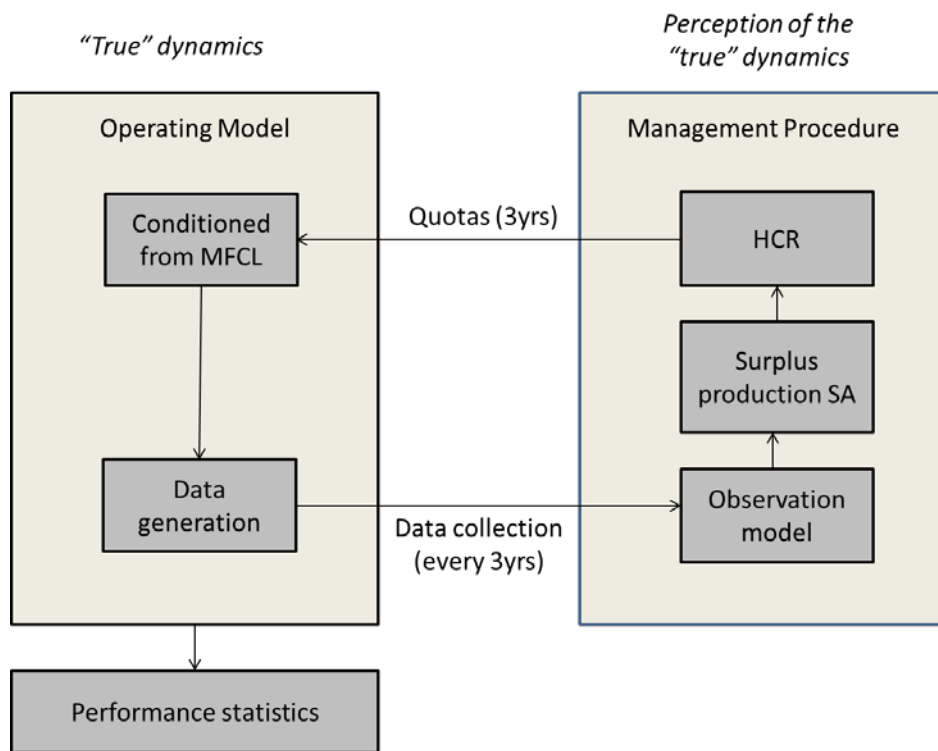 “True” dynamics
Perception of the
“true” dynamics
Operating Model
Management Procedure
Conditioned
from MFCL
Quotas (3yrs)
HCR
Surplus
production SA
Data
generation
Data collection
(every 3yrs)
Observation
model
Performance statistics